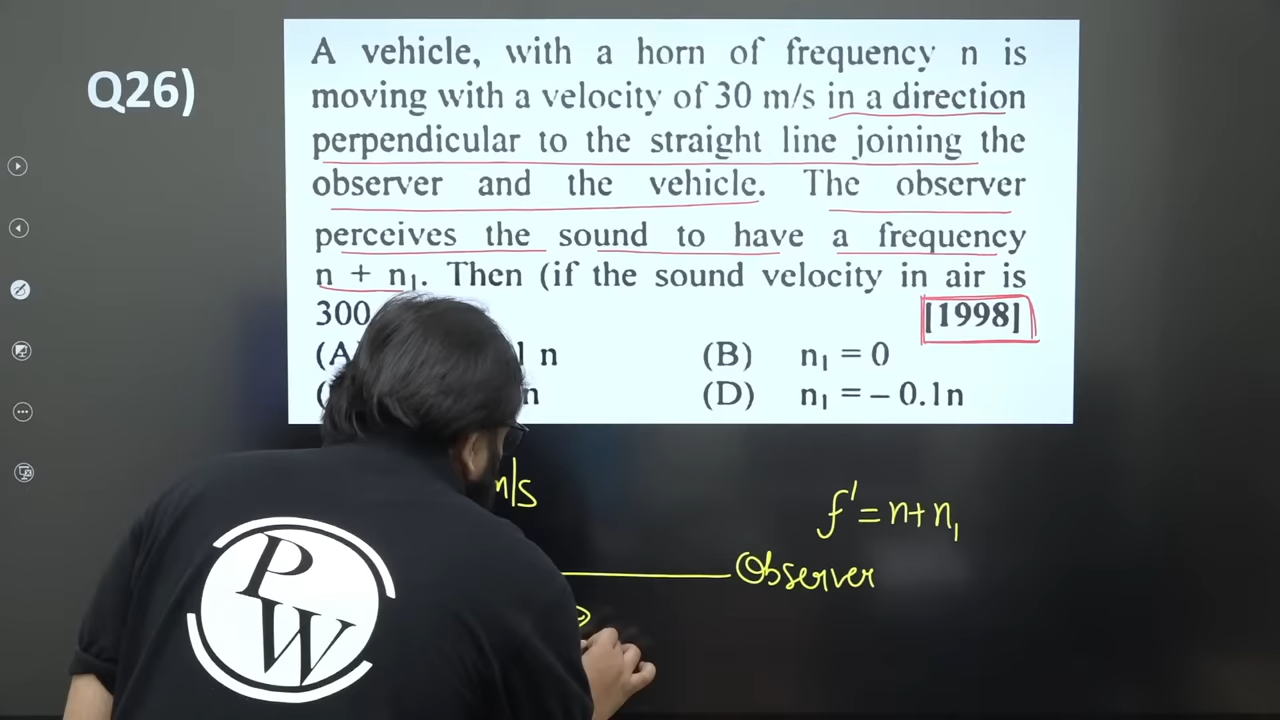 Q26)
A vehicle, with a horn of frequency n is
moving with a velocity of 30 m/s in a direction
perpendicular to the straight line joining the
observer and the vehicle. The observer
perceives the sound to have a frequency
n + n₁. Then (if the sound velocity in air is
300 [1998]
(A) n (B) n₁ = 0
n (D) n₁ = – 0.1n
m/s
f' = n+n₁
Observer
PW